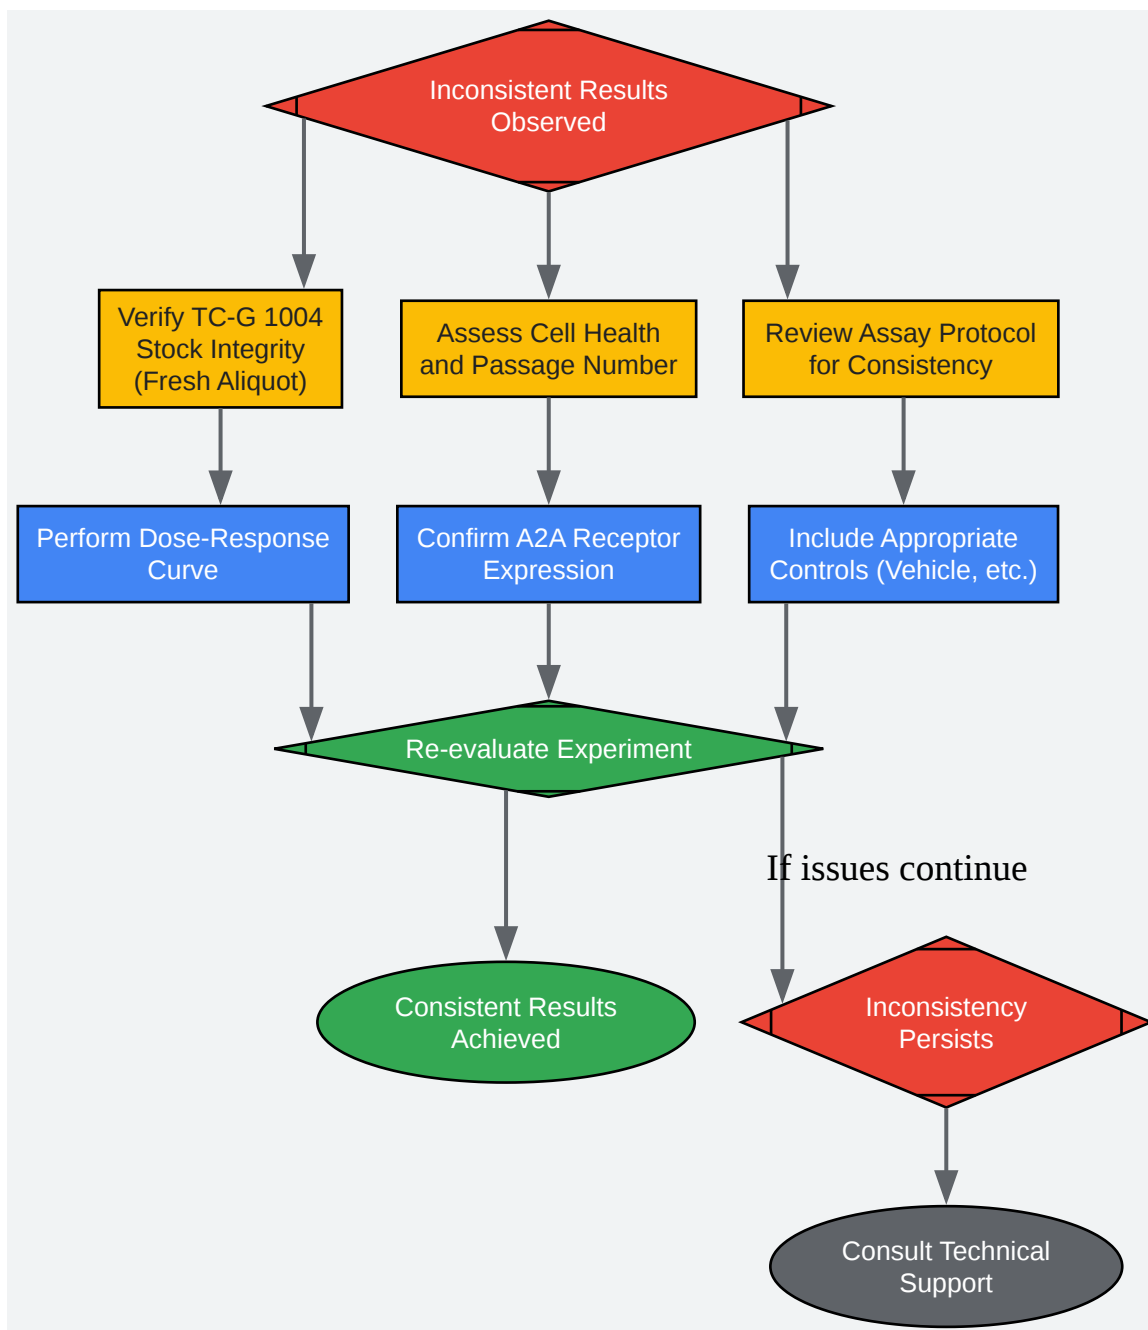 Inconsistent Results
Observed
Verify TC-G 1004
Stock Integrity
(Fresh Aliquot)
Assess Cell Health
and Passage Number
Review Assay Protocol
for Consistency
Perform Dose-Response
Curve
Confirm A2A Receptor
Expression
Include Appropriate
Controls (Vehicle, etc.)
Re-evaluate Experiment
If issues continue
Consistent Results
Achieved
Inconsistency
Persists
Consult Technical
Support